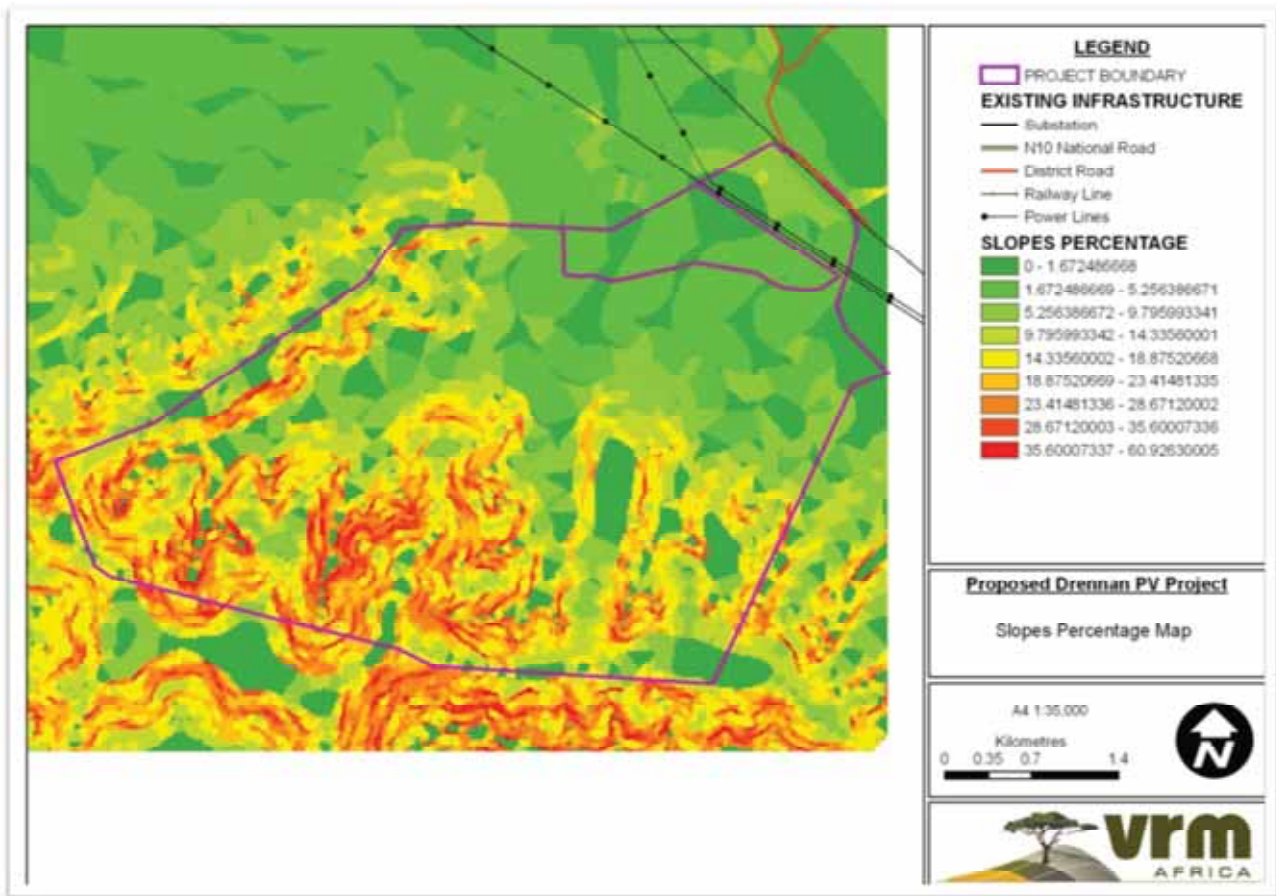 LEGEND
PROJECT BOUNDARY
EXISTING INFRASTRUCTURE
Substation
N10 National Road
District Road
Railway Line
Power Lines
SLOPES PERCENTAGE
0 - 1.672486668
1.672486669 - 5.256386671
5.256386672 - 9.795993341
9.795993342 - 14.33560001
14.33560002 - 18.87520668
18.87520669 - 23.41481335
23.41481336 - 28.67120002
28.67120003 - 35.60007336
35.60007337 - 60.92630005
Proposed Drennan PV Project
Slopes Percentage Map
A4 1:35,000
Kilometres
0 0.35 0.7 1.4
N
vrm
AFRICA